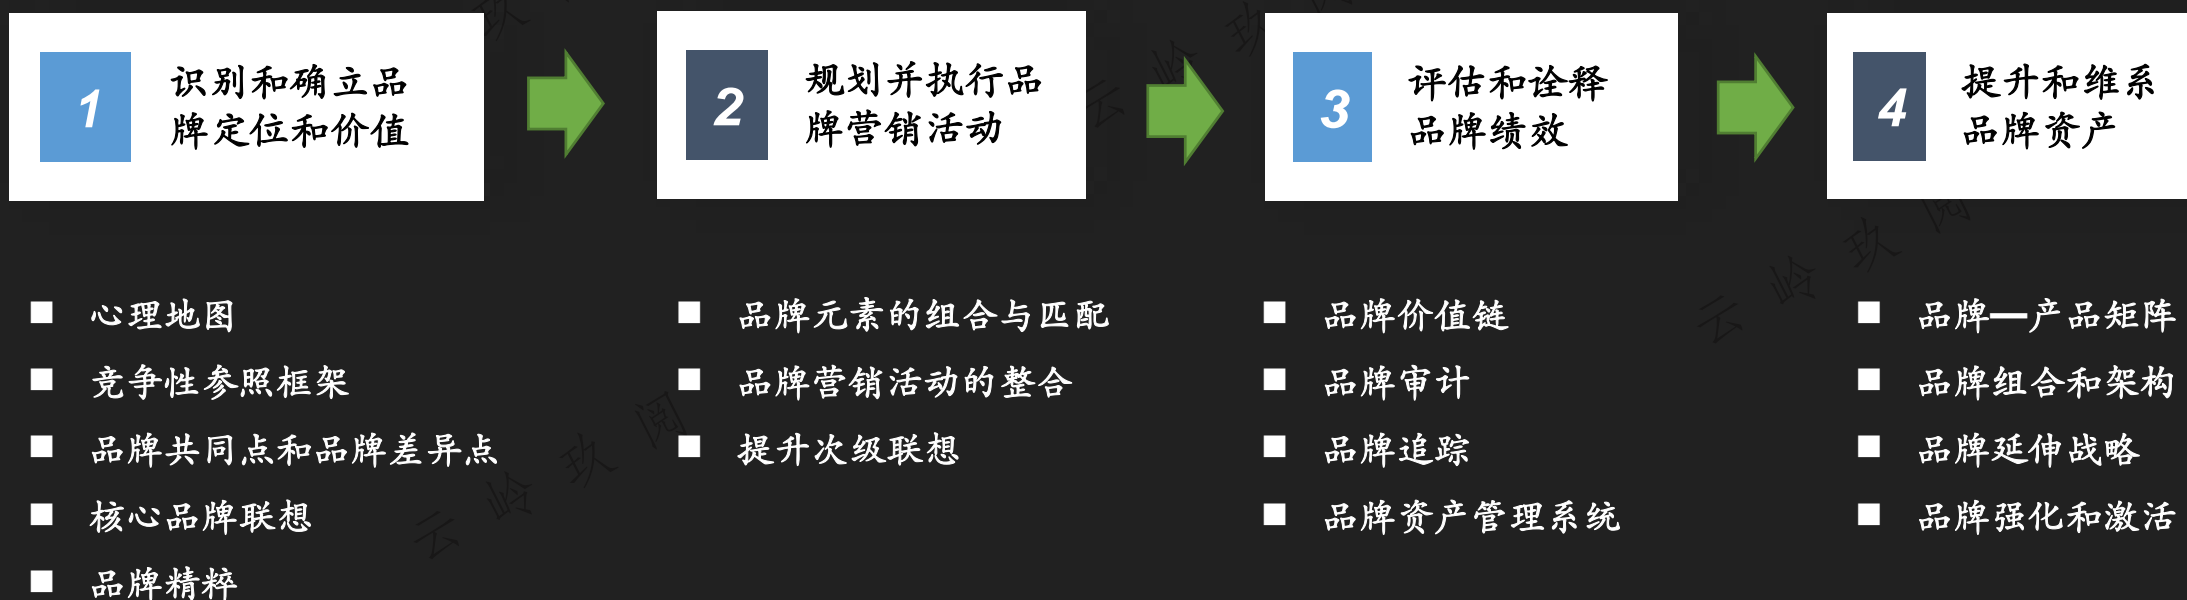 1
识别和确立品
牌定位和价值
2
规划并执行品
牌营销活动
3
评估和诠释
品牌绩效
4
提升和维系
品牌资产
心理地图
竞争性参照框架
品牌共同点和品牌差异点
核心品牌联想
品牌精粹
品牌元素的组合与匹配
品牌营销活动的整合
提升次级联想
品牌价值链
品牌审计
品牌追踪
品牌资产管理系统
品牌—产品矩阵
品牌组合和架构
品牌延伸战略
品牌强化和激活
云岭玖阅
云岭玖阅
云岭玖
玖